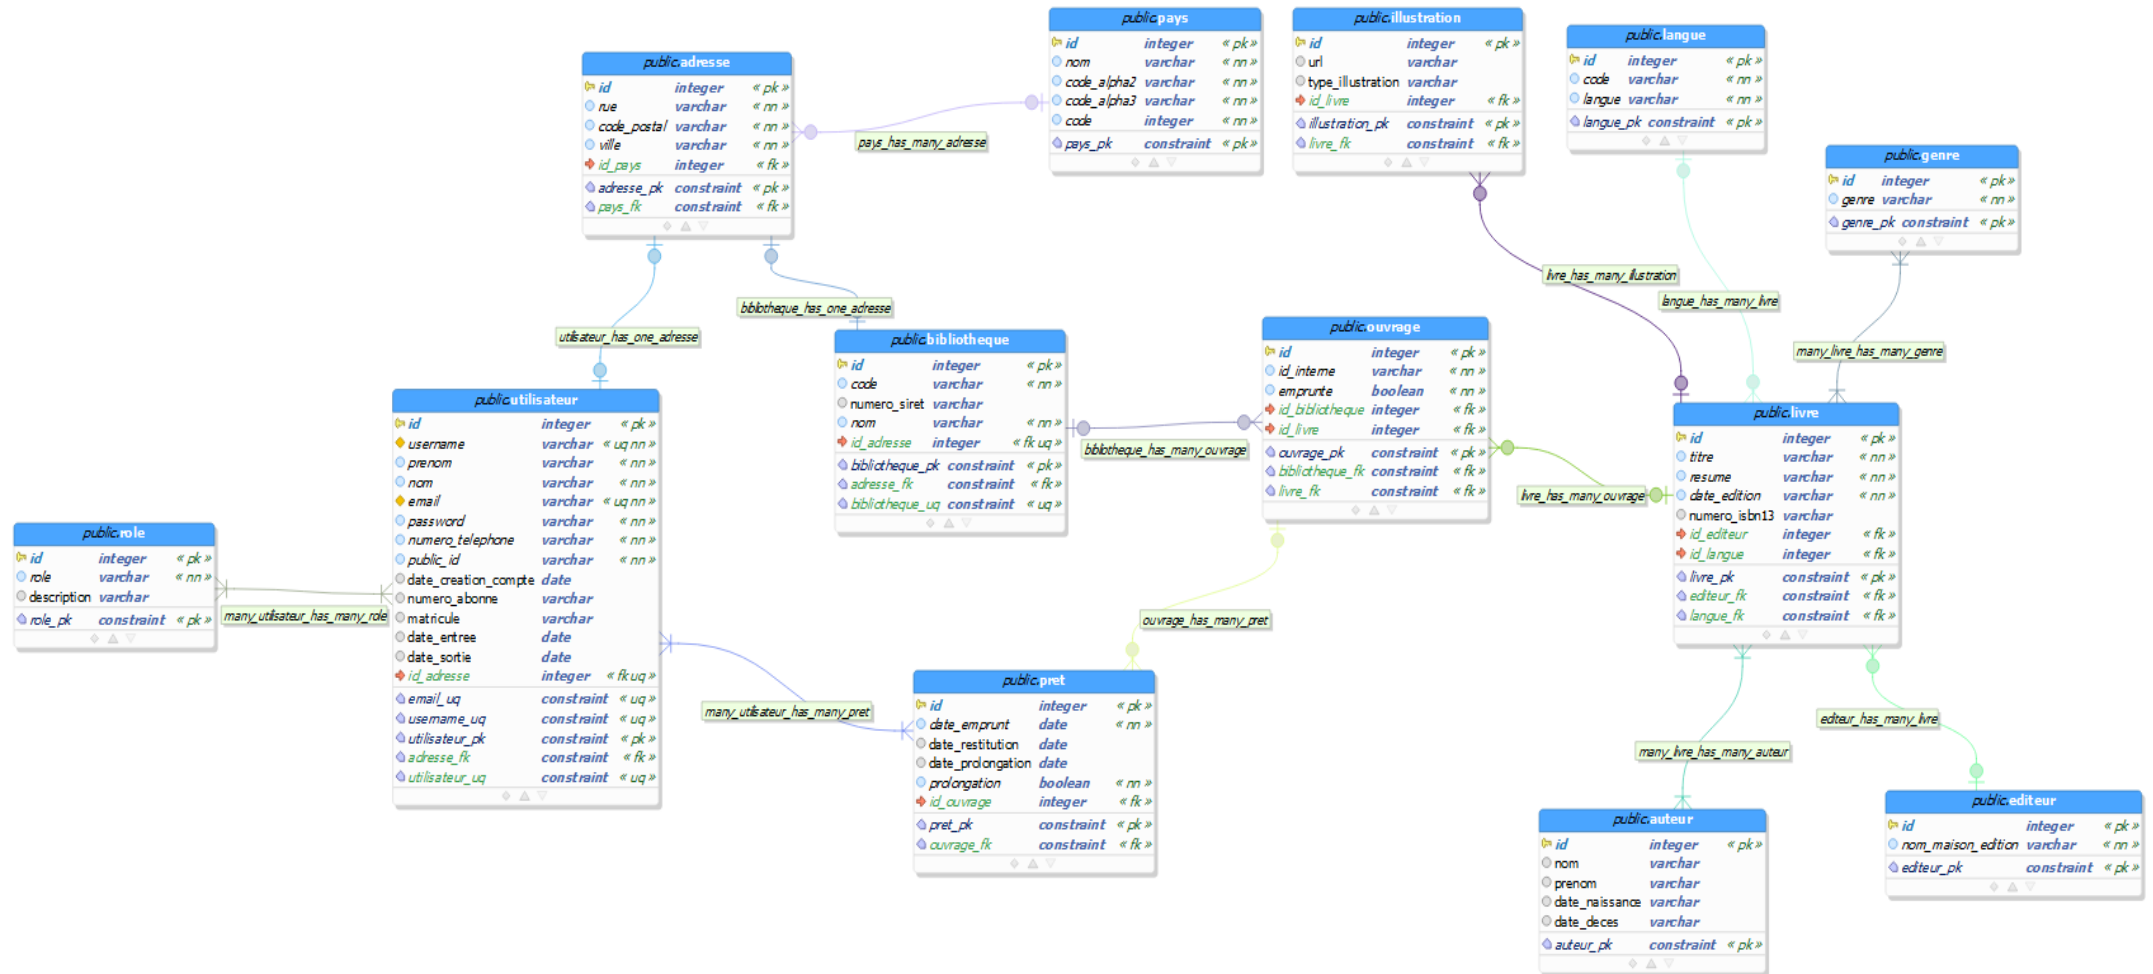 public.adresse
id integer « pk »
rue varchar « nn »
code_postal varchar « nn »
ville varchar « nn »
id_pays integer « fk »
adresse_pk constraint « pk »
pays_fk constraint « fk »
pays_has_many_adresse
public.pays
id integer « pk »
nom varchar « nn »
code_alpha2 varchar « nn »
code_alpha3 varchar « nn »
code integer « nn »
pays_pk constraint « pk »
public.illustration
id integer « pk »
url varchar
type_illustration varchar
id_livre integer « fk »
illustration_pk constraint « pk »
livre_fk constraint « fk »
public.langue
id integer « pk »
code varchar « nn »
langue varchar « nn »
langue_pk constraint « pk »
public.genre
id integer « pk »
genre varchar « nn »
genre_pk constraint « pk »
livre_has_many_illustration
langue_has_many_livre
many_livre_has_many_genre
utilisateur_has_one_adresse
bibliotheque_has_one_adresse
public.bibliotheque
id integer « pk »
code varchar « nn »
numero_siret varchar
nom varchar « nn »
id_adresse integer « fk uq »
bibliotheque_pk constraint « pk »
adresse_fk constraint « fk »
bibliotheque_uq constraint « uq »
bibliotheque_has_many_ouvrage
public.ouvrage
id integer « pk »
id_interne varchar « nn »
emprunte boolean « nn »
id_bibliotheque integer « fk »
id_livre integer « fk »
ouvrage_pk constraint « pk »
bibliotheque_fk constraint « fk »
livre_fk constraint « fk »
livre_has_many_ouvrage
public.livre
id integer « pk »
titre varchar « nn »
resume varchar « nn »
date_edition varchar « nn »
numero_isbn13 varchar
id_editeur integer « fk »
id_langue integer « fk »
livre_pk constraint « pk »
editeur_fk constraint « fk »
langue_fk constraint « fk »
public.utilisateur
id integer « pk »
username varchar « uq nn »
prenom varchar « nn »
nom varchar « nn »
email varchar « uq nn »
password varchar « nn »
numero_telephone varchar « nn »
public_id varchar « nn »
date_creation_compte date
numero_abonne varchar
matricule varchar
date_entree date
date_sortie date
id_adresse integer « fk uq »
email_uq constraint « uq »
username_uq constraint « uq »
utilisateur_pk constraint « pk »
adresse_fk constraint « fk »
utilisateur_uq constraint « uq »
public.role
id integer « pk »
role varchar « nn »
description varchar
role_pk constraint « pk »
many_utilisateur_has_many_role
many_utilisateur_has_many_pret
ouvrage_has_many_pret
public.pret
id integer « pk »
date_emprunt date « nn »
date_restitution date
date_prolongation date
prolongation boolean « nn »
id_ouvrage integer « fk »
pret_pk constraint « pk »
ouvrage_fk constraint « fk »
many_livre_has_many_auteur
editeur_has_many_livre
public.auteur
id integer « pk »
nom varchar
prenom varchar
date_naissance varchar
date_deces varchar
auteur_pk constraint « pk »
public.editeur
id integer « pk »
nom_maison_edition varchar « nn »
editeur_pk constraint « pk »